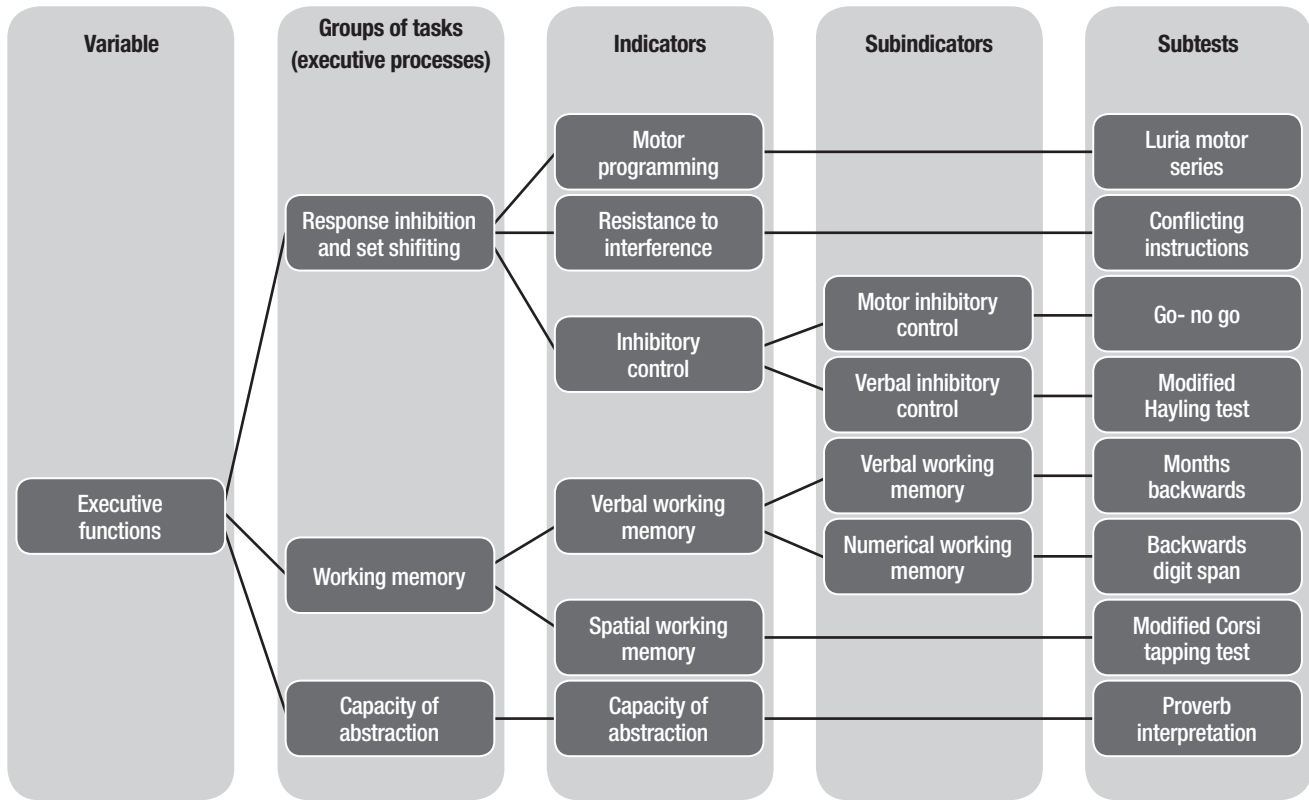 Variable
Groups of tasks
(executive processes)
Indicators
Subindicators
Subtests
Executive
functions
Response inhibition
and set shifiting
Working memory
Capacity of
abstraction
Motor
programming
Resistance to
interference
Inhibitory
control
Verbal working
memory
Spatial working
memory
Capacity of
abstraction
Motor inhibitory
control
Verbal inhibitory
control
Verbal working
memory
Numerical working
memory
Luria motor
series
Conflicting
instructions
Go- no go
Modified
Hayling test
Months
backwards
Backwards
digit span
Modified Corsi
tapping test
Proverb
interpretation